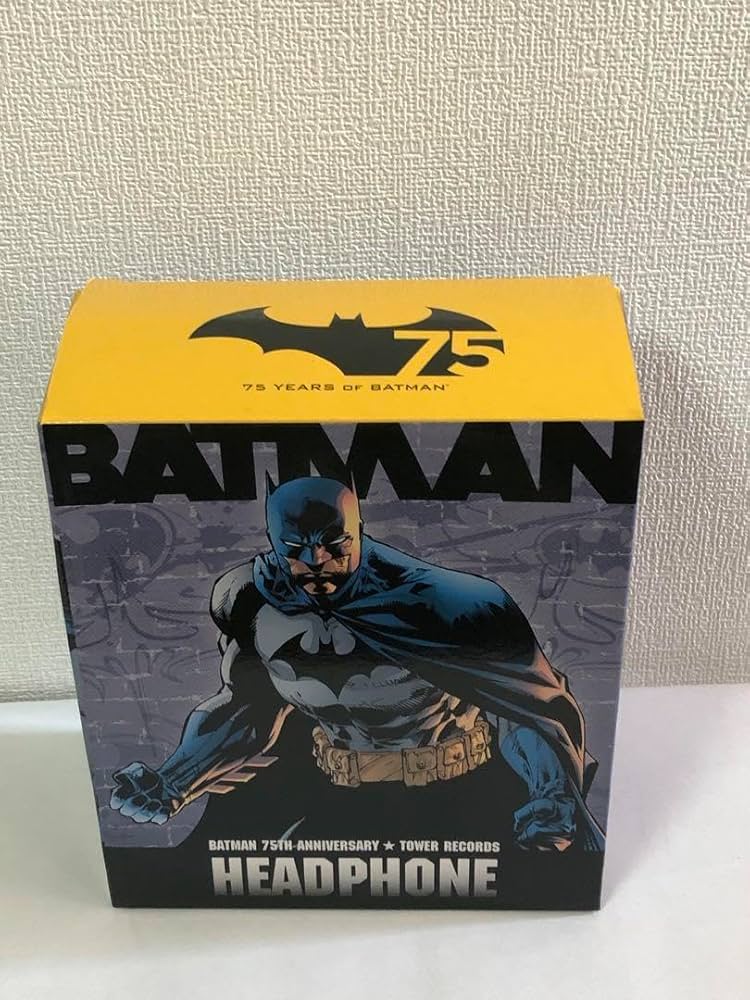 75
75 YEARS OF BATMAN
BATMAN
BATMAN 75TH ANNIVERSARY ★ TOWER RECORDS
HEADPHONE